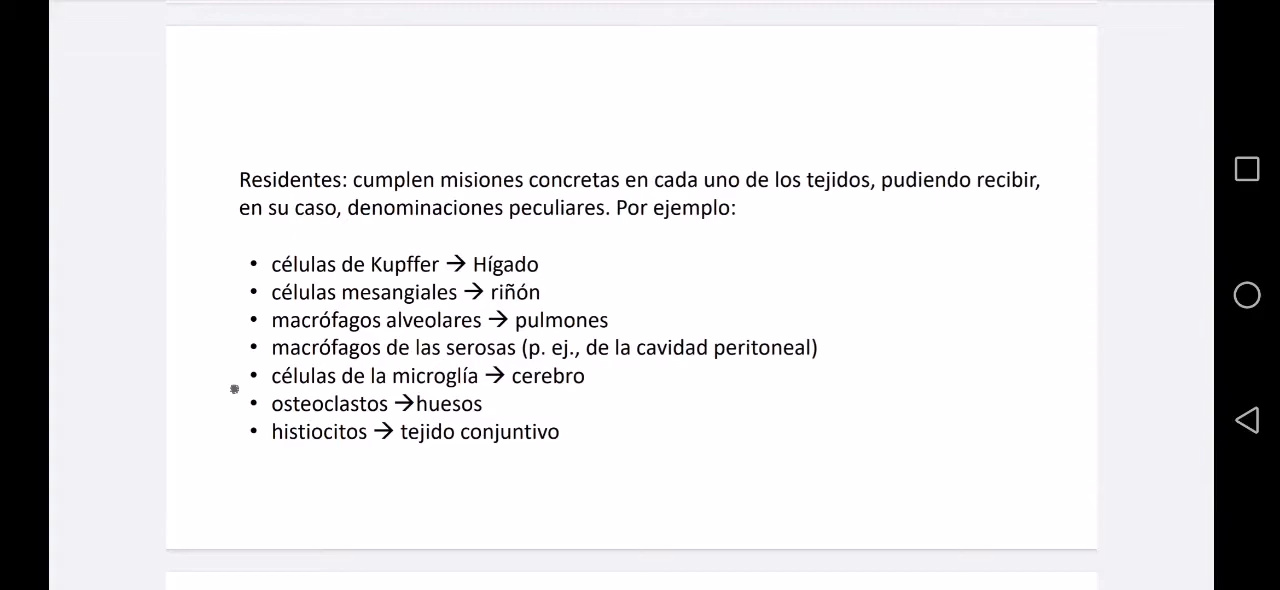 Residentes: cumplen misiones concretas en cada uno de los tejidos, pudiendo recibir,
en su caso, denominaciones peculiares. Por ejemplo:
• células de Kupffer → Hígado
• células mesangiales → riñón
• macrófagos alveolares → pulmones
• macrófagos de las serosas (p. ej., de la cavidad peritoneal)
• células de la microglía → cerebro
• osteoclastos →huesos
• histiocitos → tejido conjuntivo